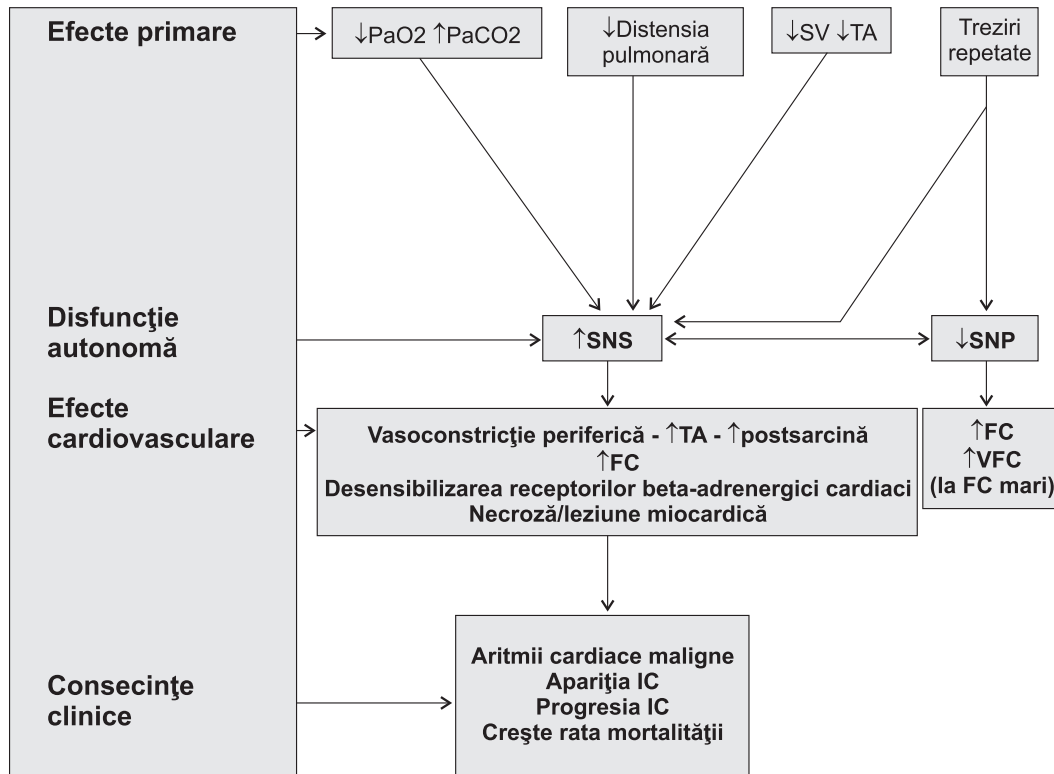 Efecte primare
↓PaO2 ↑PaCO2
↓Distensia
pulmonară
↓SV ↓TA
Treziri
repetate
Disfuncţie
autonomă
↑SNS
↓SNP
Efecte
cardiovasculare
Vasoconstricţie periferică - ↑TA - ↑postsarcină
↑FC
Desensibilizarea receptorilor beta-adrenergici cardiaci
Necroză/leziune miocardică
↑FC
↑VFC
(la FC mari)
Consecinţe
clinice
Aritmii cardiace maligne
Apariţia IC
Progresia IC
Creşte rata mortalităţii